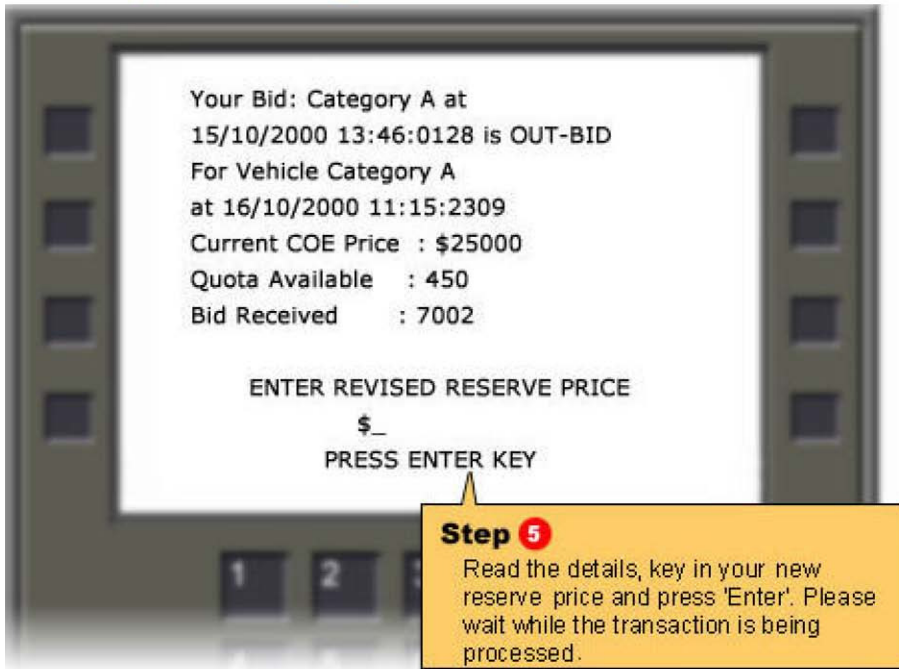 Your Bid: Category A at
15/10/2000 13:46:0128 is OUT-BID
For Vehicle Category A
at 16/10/2000 11:15:2309
Current COE Price : $25000
Quota Available : 450
Bid Received : 7002
ENTER REVISED RESERVE PRICE
$_
PRESS ENTER KEY
Step 5
Read the details, key in your new
reserve price and press 'Enter'. Please
wait while the transaction is being
processed.
1 2